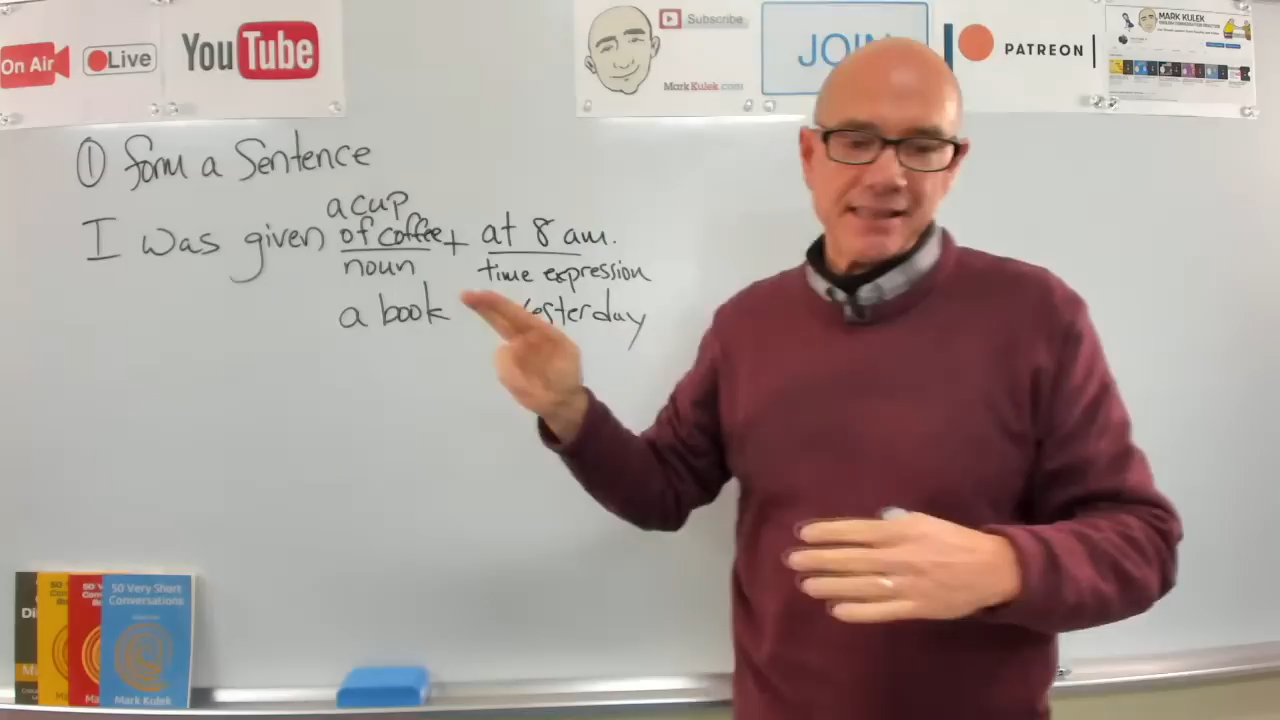 On Air
Live
YouTube
Subscribe
MarkKulek.com
JOIN
PATREON
MARK KULEK
① Form a Sentence
a cup
I was given of coffee + at 8 am.
noun
time expression
a book
esterday
50 Very Short
Conversations
Mark Kulek